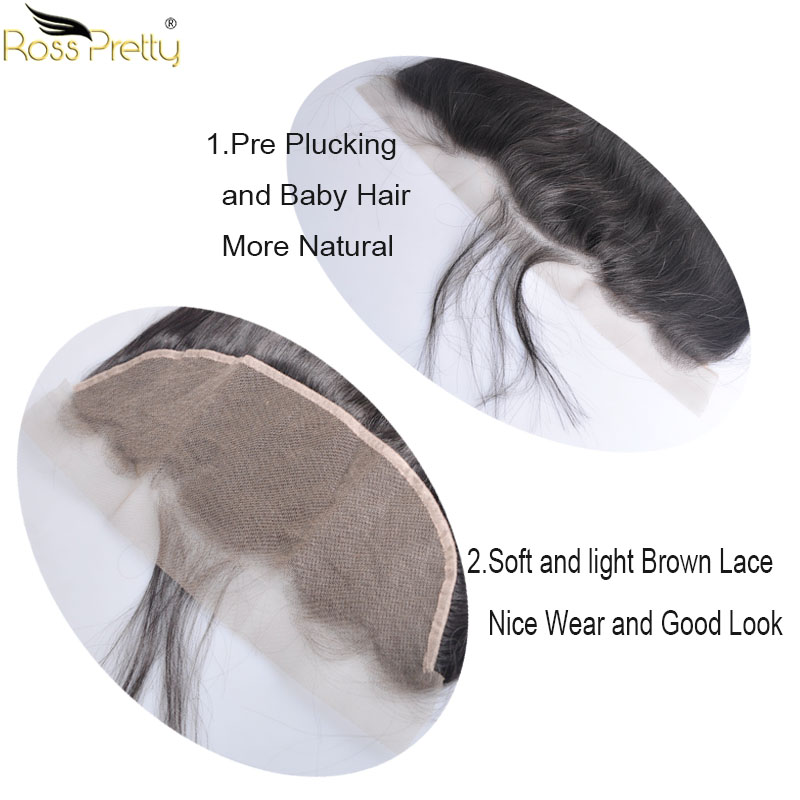 Ross Pretty ®
1.Pre Plucking
and Baby Hair
More Natural
2.Soft and light Brown Lace
Nice Wear and Good Look